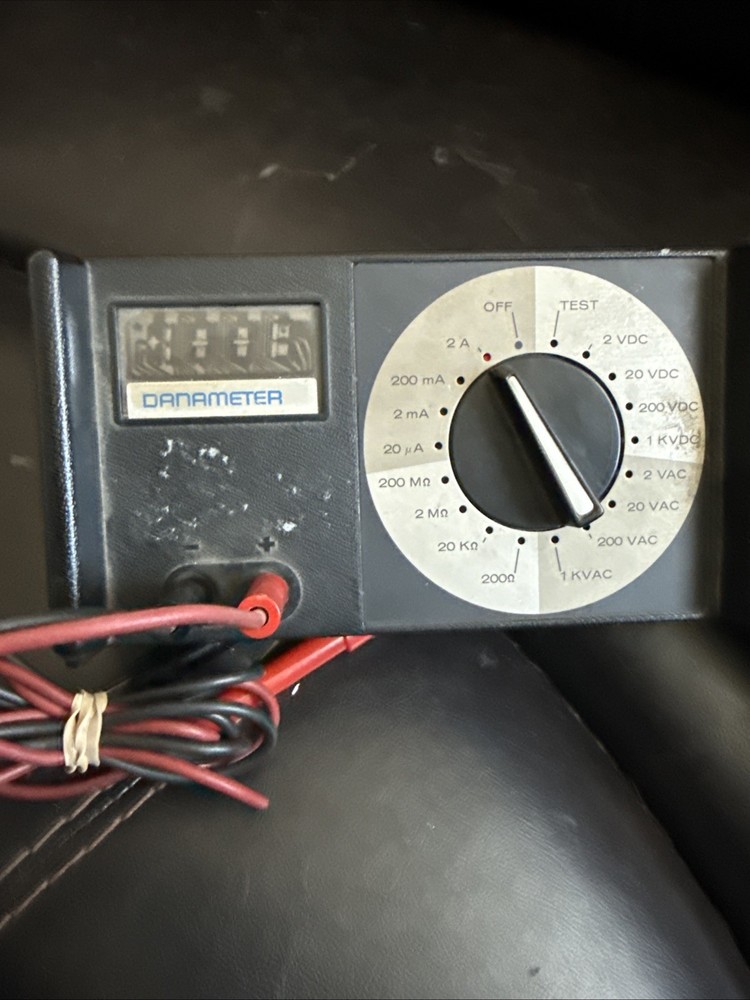 DANAMETER
- +
OFF
TEST
2 VDC
20 VDC
200 VDC
1 KVDC
2 VAC
20 VAC
200 VAC
1 KVAC
200Ω
20 KΩ
2 MΩ
200 MΩ
20 μA
2 mA
200 mA
2 A